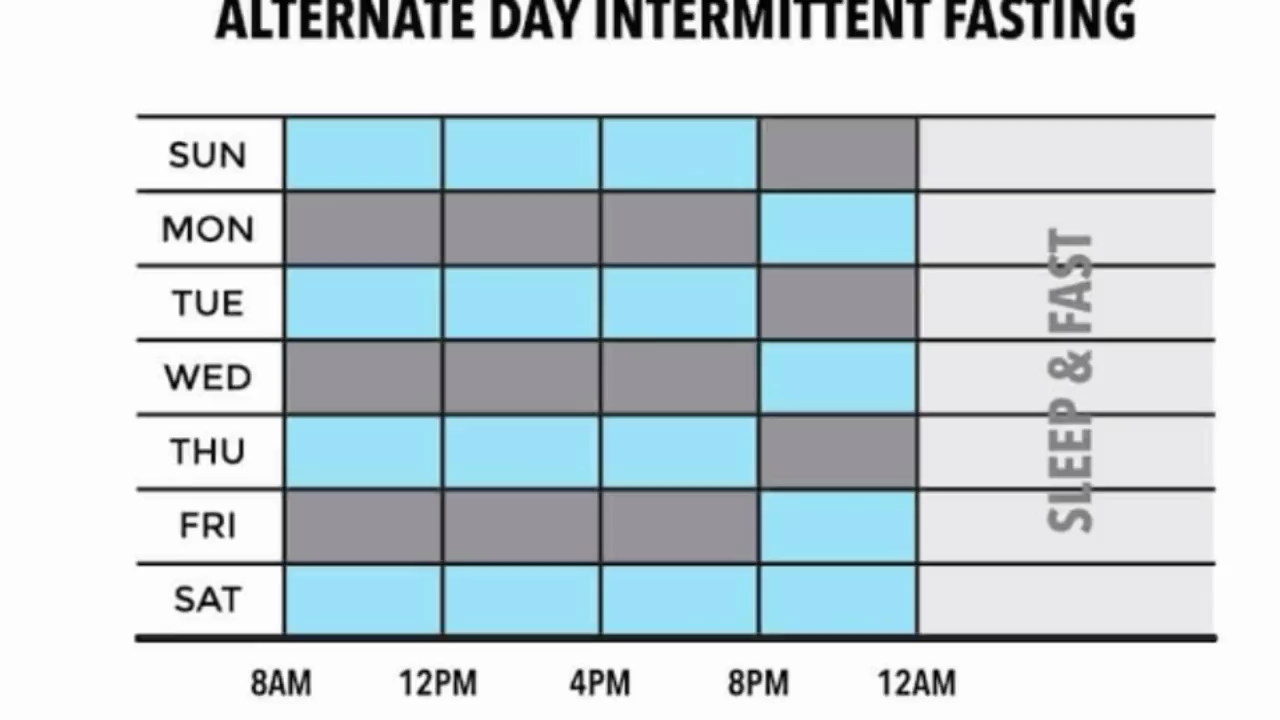 ALTERNATE DAY INTERMITTENT FASTING
SUN
MON
TUE
WED
THU
FRI
SAT
SLEEP & FAST
8AM 12PM 4PM 8PM 12AM